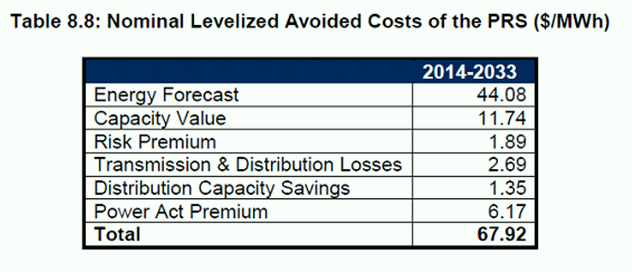 Table 8.8: Nominal Levelized Avoided Costs of the PRS ($/MWh)
2014-2033
Energy Forecast 44.08
Capacity Value 11.74
Risk Premium 1.89
Transmission & Distribution Losses 2.69
Distribution Capacity Savings 1.35
Power Act Premium 6.17
Total 67.92